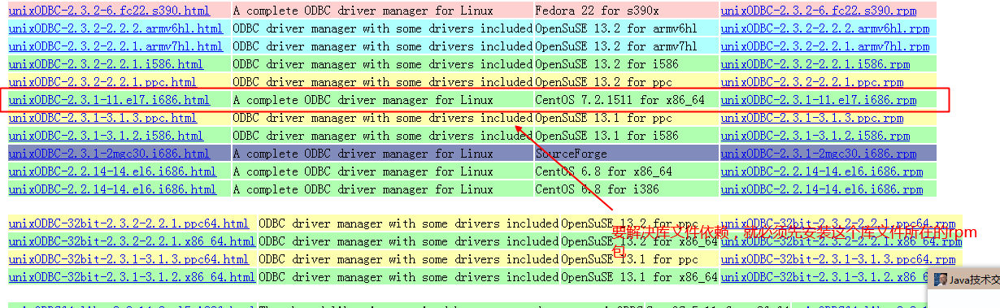 unixODBC-2.3.2-6.fc22.s390.html A complete ODBC driver manager for Linux Fedora 22 for s390x unixODBC-2.3.2-6.fc22.s390.rpm
unixODBC-2.3.2-2.2.2.armv6hl.html ODBC driver manager with some drivers included OpenSuSE 13.2 for armv6hl unixODBC-2.3.2-2.2.2.armv6hl.rpm
unixODBC-2.3.2-2.2.1.armv7hl.html ODBC driver manager with some drivers included OpenSuSE 13.2 for armv7hl unixODBC-2.3.2-2.2.1.armv7hl.rpm
unixODBC-2.3.2-2.2.1.i586.html ODBC driver manager with some drivers included OpenSuSE 13.2 for i586 unixODBC-2.3.2-2.2.1.i586.rpm
unixODBC-2.3.2-2.2.1.ppc.html ODBC driver manager with some drivers included OpenSuSE 13.2 for ppc unixODBC-2.3.2-2.2.1.ppc.rpm
unixODBC-2.3.1-11.el7.i686.html A complete ODBC driver manager for Linux CentOS 7.2.1511 for x86_64 unixODBC-2.3.1-11.el7.i686.rpm
unixODBC-2.3.1-3.1.3.ppc.html ODBC driver manager with some drivers included OpenSuSE 13.1 for ppc unixODBC-2.3.1-3.1.3.ppc.rpm
unixODBC-2.3.1-3.1.2.i586.html ODBC driver manager with some drivers included OpenSuSE 13.1 for i586 unixODBC-2.3.1-3.1.2.i586.rpm
unixODBC-2.3.1-2mgc30.i686.html A complete ODBC driver manager for Linux SourceForge unixODBC-2.3.1-2mgc30.i686.rpm
unixODBC-2.2.14-14.el6.i686.html A complete ODBC driver manager for Linux CentOS 6.8 for x86_64 unixODBC-2.2.14-14.el6.i686.rpm
unixODBC-2.2.14-14.el6.i686.html A complete ODBC driver manager for Linux CentOS 6.8 for i386 unixODBC-2.2.14-14.el6.i686.rpm
unixODBC-32bit-2.3.2-2.2.1.ppc64.html ODBC driver manager with some drivers included OpenSuSE 13.2 for ppc unixODBC-32bit-2.3.2-2.2.1.ppc64.rpm
要解决库文件依赖，就必须先安装这个库文件所在的rpm
包
unixODBC-32bit-2.3.2-2.2.1.x86_64.html ODBC driver manager with some drivers included OpenSuSE 13.2 for x86_64 unixODBC-32bit-2.3.2-2.2.1.x86_64.rpm
unixODBC-32bit-2.3.1-3.1.3.ppc64.html ODBC driver manager with some drivers included OpenSuSE 13.1 for ppc unixODBC-32bit-2.3.1-3.1.3.ppc64.rpm
unixODBC-32bit-2.3.1-3.1.2.x86_64.html ODBC driver manager with some drivers included OpenSuSE 13.1 for x86_64 unixODBC-32bit-2.3.1-3.1.2.x86_6
Java技术交